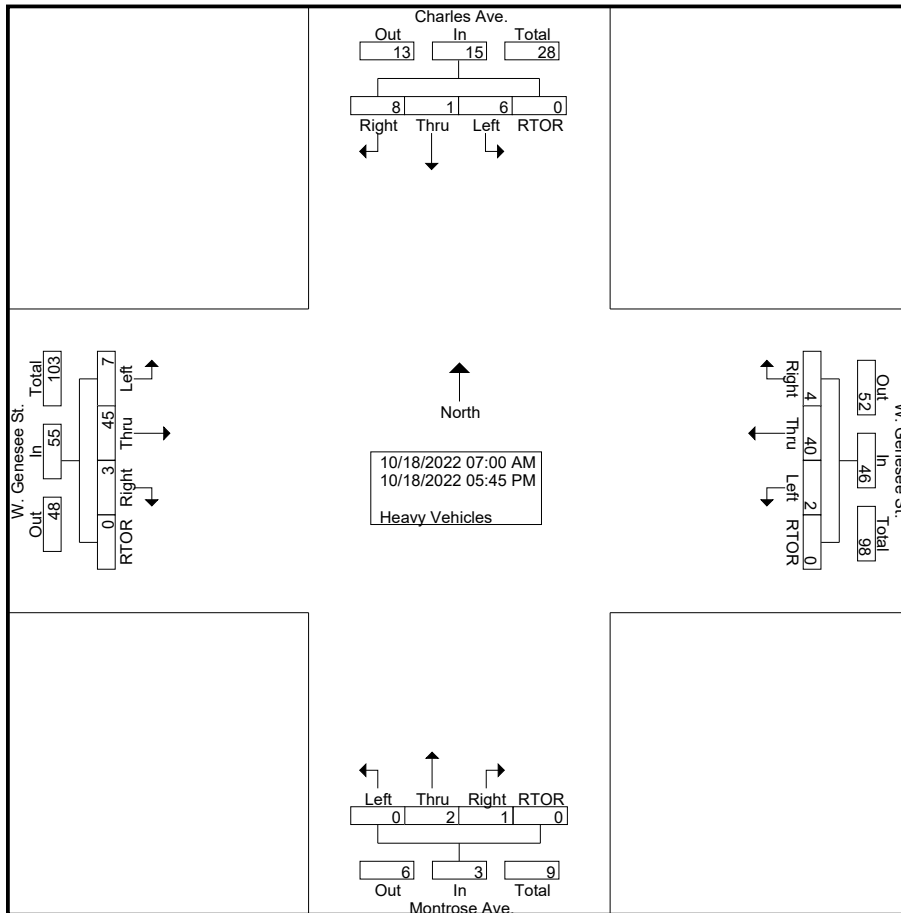 Charles Ave.
Out In Total
13 15 28
8 1 6 0
Right Thru Left RTOR
W. Genesee St.
Total In Out
103 55 48
7 45 3 0
Left Thru Right RTOR
North
10/18/2022 07:00 AM
10/18/2022 05:45 PM
Heavy Vehicles
Right Thru Left RTOR
4 40 2 0
Out In Total
52 46 98
W. Genesee St.
Left Thru Right RTOR
0 2 1 0
6 3 9
Out In Total
Montrose Ave.